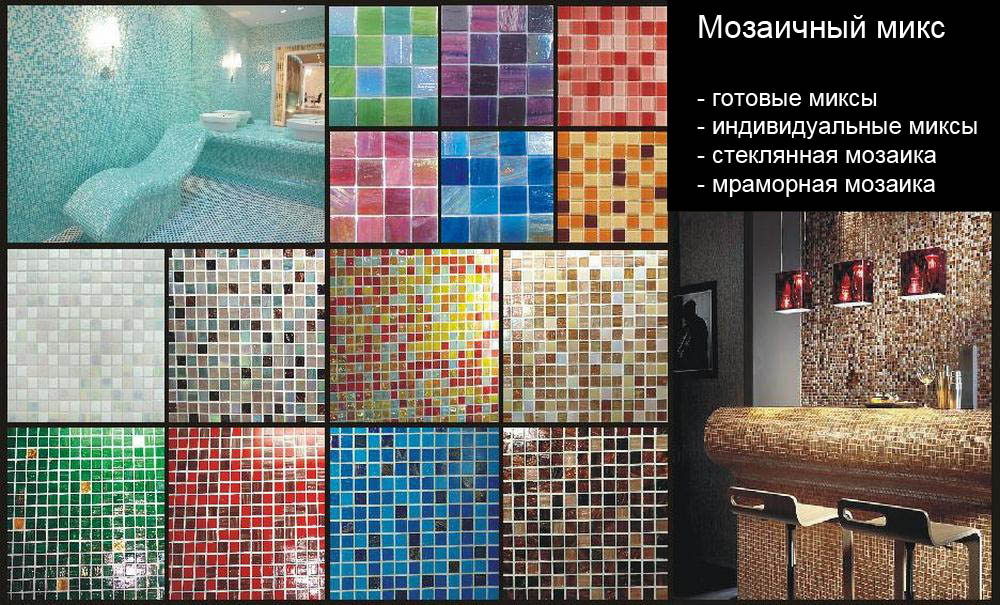 Мозаичный микс
- готовые миксы
- индивидуальные миксы
- стеклянная мозаика
- мраморная мозаика